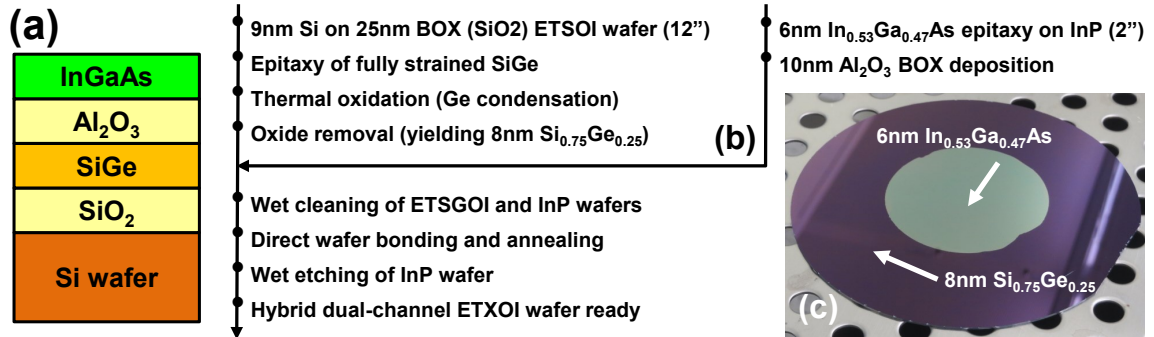 (a)
InGaAs
Al₂O₃
SiGe
SiO₂
Si wafer
9nm Si on 25nm BOX (SiO2) ETSOI wafer (12”)
Epitaxy of fully strained SiGe
Thermal oxidation (Ge condensation)
Oxide removal (yielding 8nm Si₀.₇₅Ge₀.₂₅)
(b)
6nm In₀.₅₃Ga₀.₄₇As epitaxy on InP (2”)
10nm Al₂O₃ BOX deposition
Wet cleaning of ETSGOI and InP wafers
Direct wafer bonding and annealing
Wet etching of InP wafer
Hybrid dual-channel ETXOI wafer ready
6nm In₀.₅₃Ga₀.₄₇As
8nm Si₀.₇₅Ge₀.₂₅
(c)